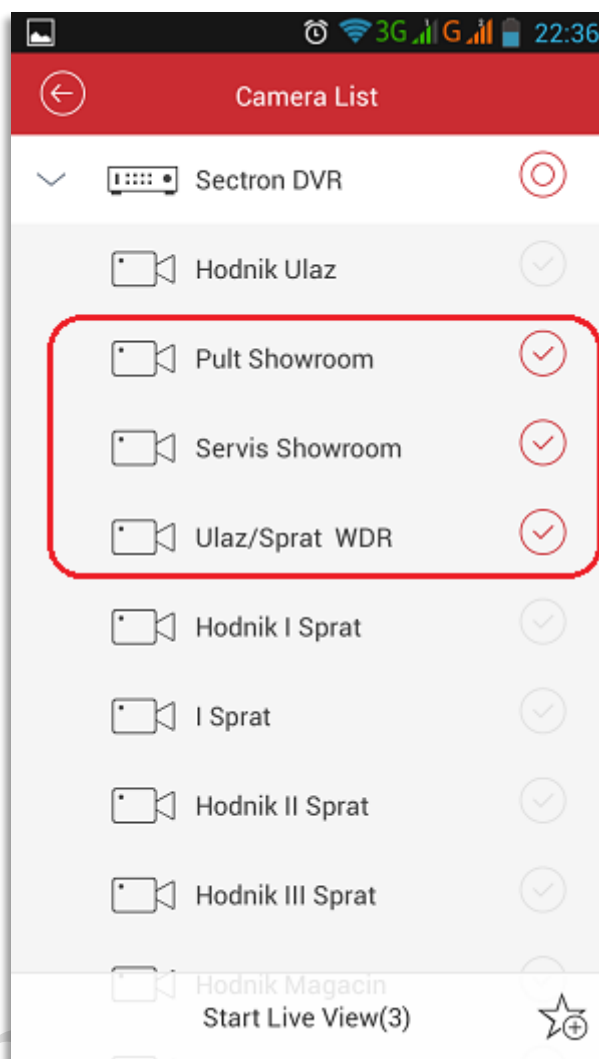 3G G 22:36
Camera List
Sectron DVR
Hodnik Ulaz
Pult Showroom
Servis Showroom
Ulaz/Sprat WDR
Hodnik I Sprat
I Sprat
Hodnik II Sprat
Hodnik III Sprat
Hodnik Magacin
Start Live View(3)